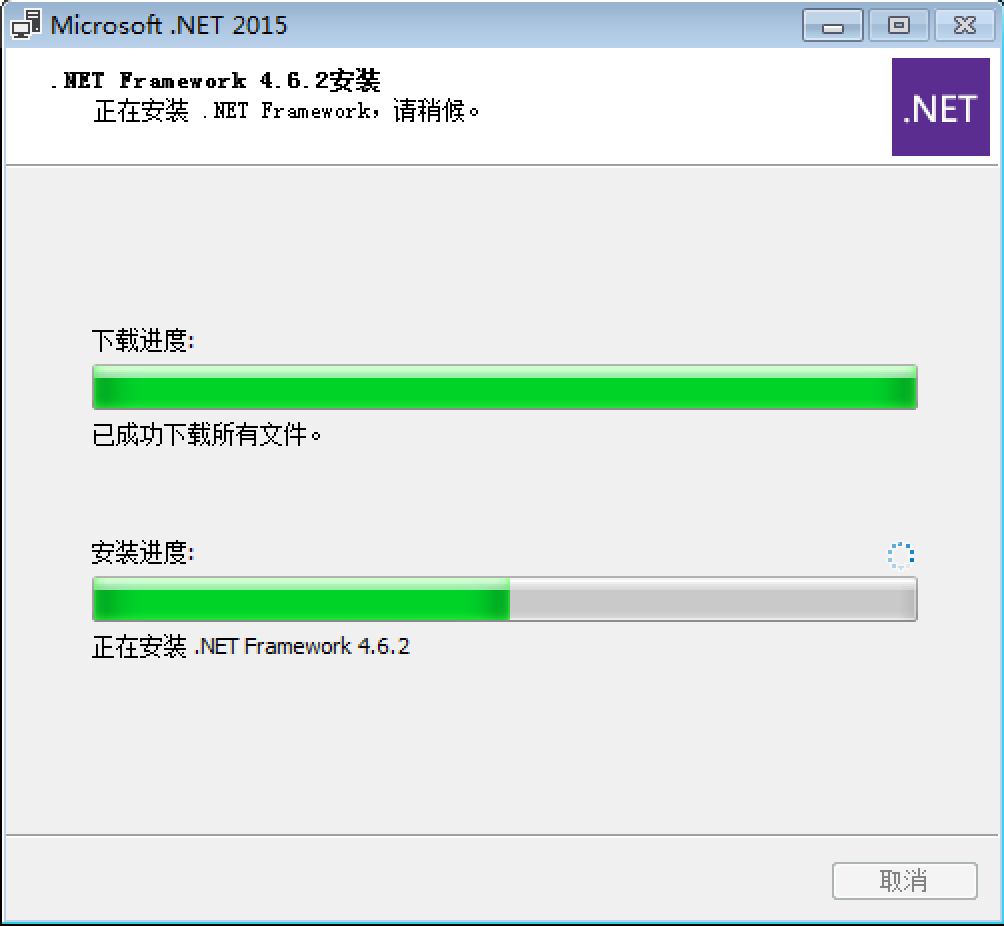 Microsoft .NET 2015
.NET Framework 4.6.2安装
正在安装 .NET Framework，请稍候。
.NET
下载进度:
已成功下载所有文件。
安装进度:
正在安装 .NET Framework 4.6.2
取消